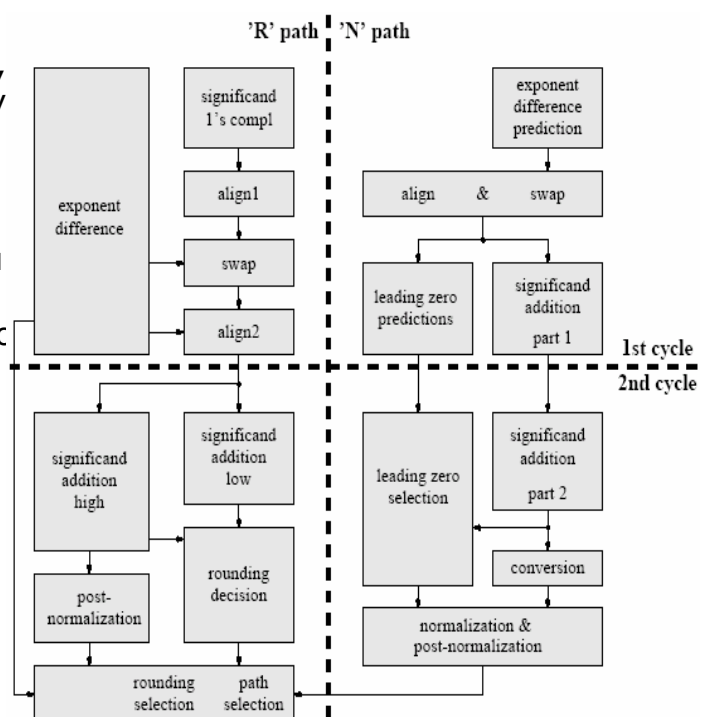 'R' path
'N' path
exponent
difference
significand
1's compl
align1
swap
align2
exponent
difference
prediction
align & swap
leading zero
predictions
significand
addition
part 1
1st cycle
2nd cycle
significand
addition
high
significand
addition
low
post-
normalization
rounding
decision
leading zero
selection
significand
addition
part 2
conversion
normalization &
post-normalization
rounding path
selection selection